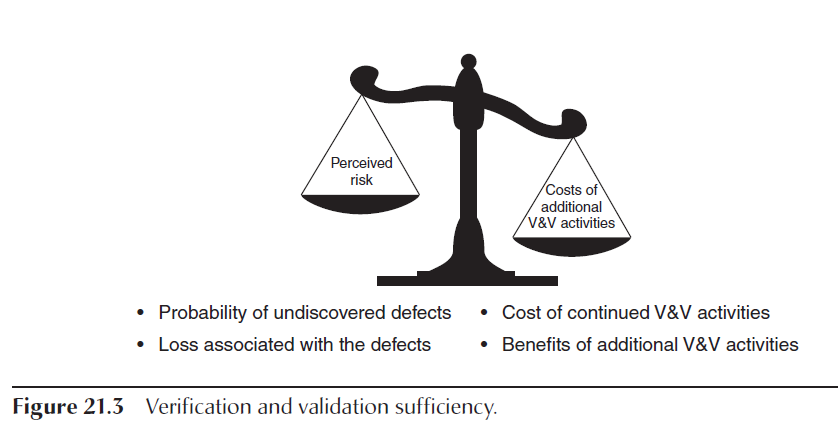 Perceived
risk
Costs of
additional
V&V activities
• Probability of undiscovered defects
• Loss associated with the defects
• Cost of continued V&V activities
• Benefits of additional V&V activities
Figure 21.3 Verification and validation sufficiency.